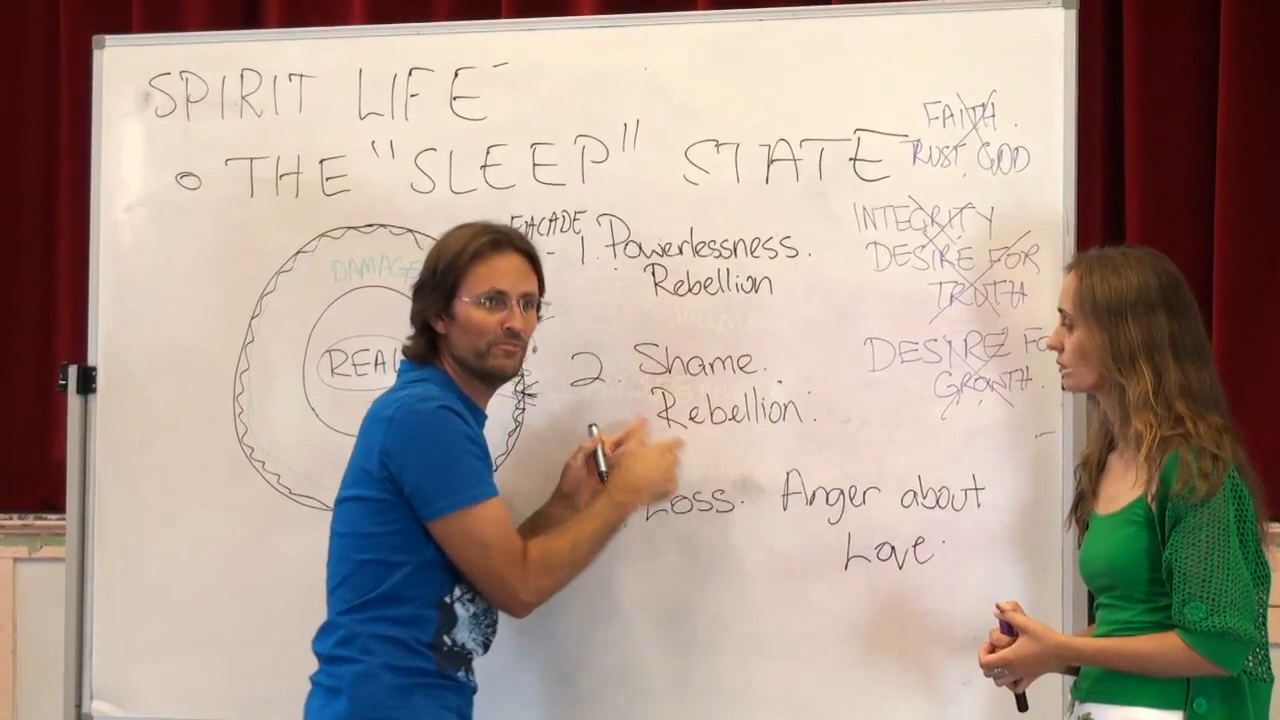 SPIRIT LIFE
THE "SLEEP" STATE
FAITH.
TRUST GOD
FACADE
- 1. Powerlessness.
Rebellion
INTEGRITY
DESIRE FOR
TRUTH
DAMAGE
REAL
2. Shame.
Rebellion.
DESIRE FO
GROWTH.
Loss. Anger about
Love.